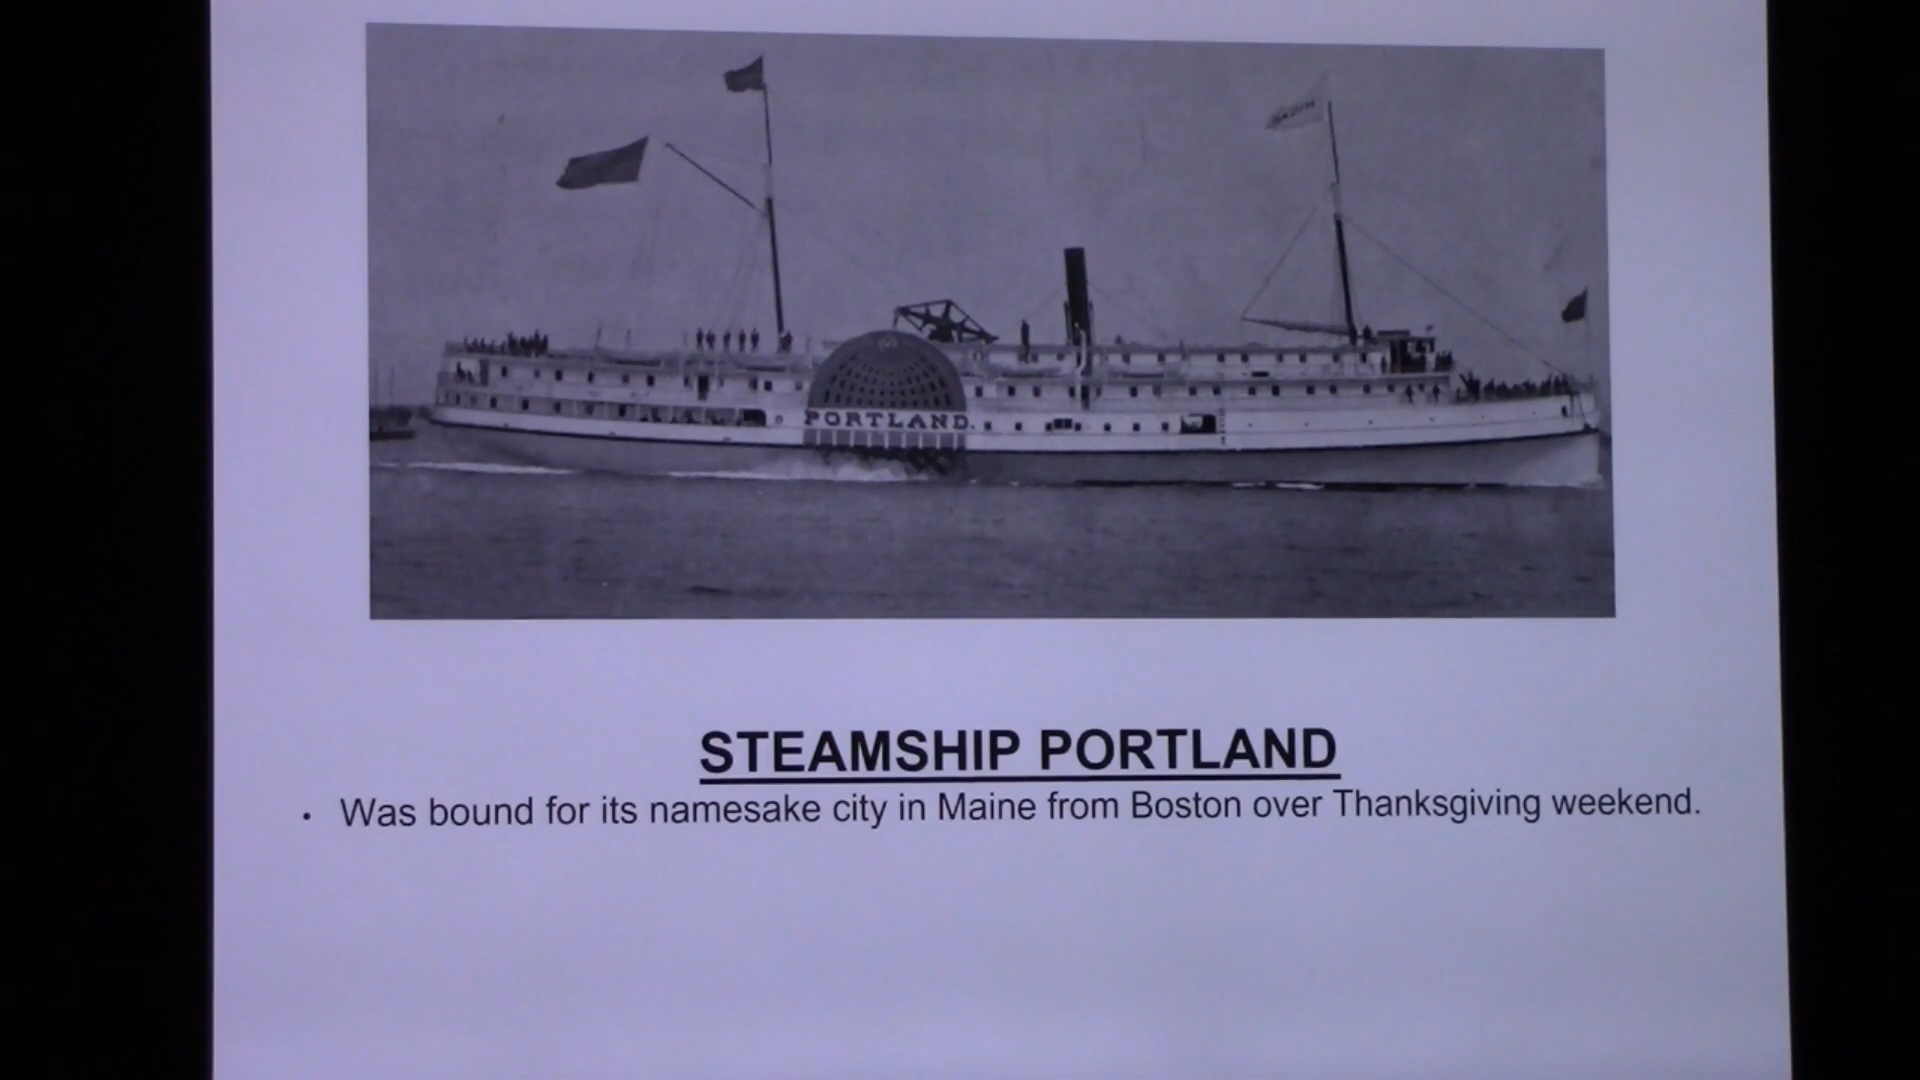 PORTLAND.
STEAMSHIP PORTLAND
• Was bound for its namesake city in Maine from Boston over Thanksgiving weekend.